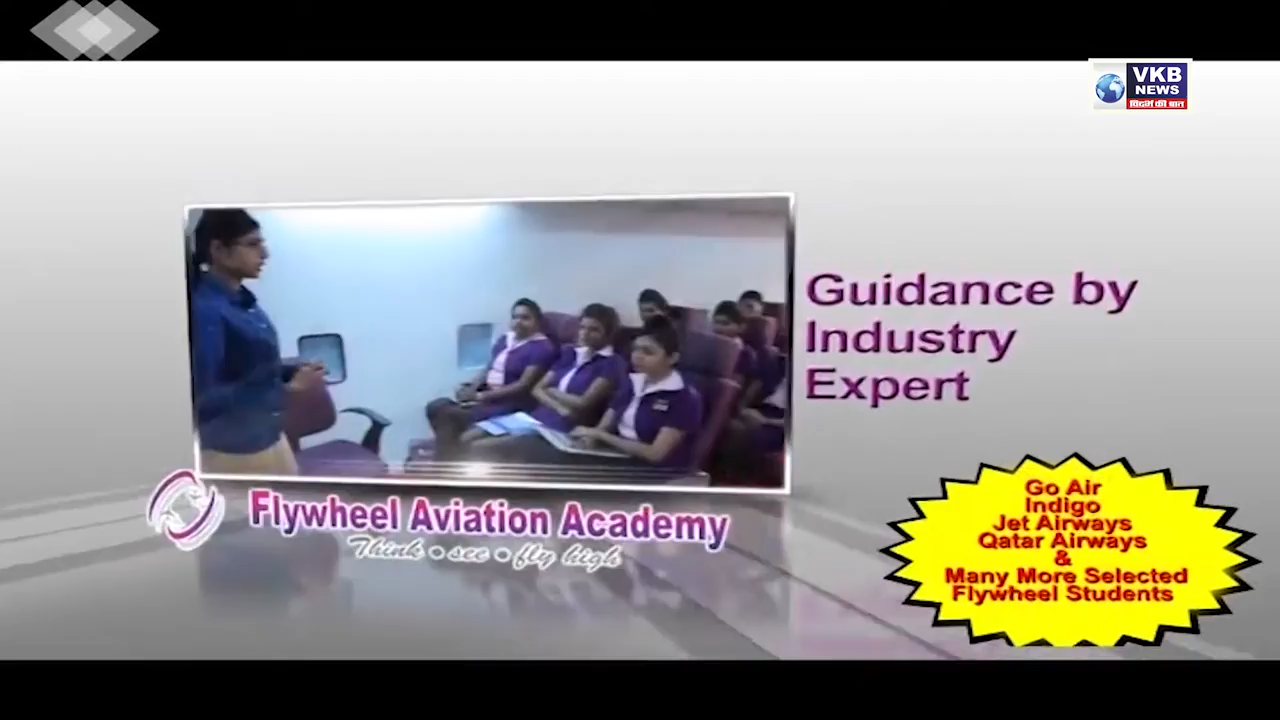 VKB
NEWS
विदर्भ की बात
Guidance by
Industry
Expert
Flywheel Aviation Academy
Think • see • fly high
Go Air
Indigo
Jet Airways
Qatar Airways
&
Many More Selected
Flywheel Students